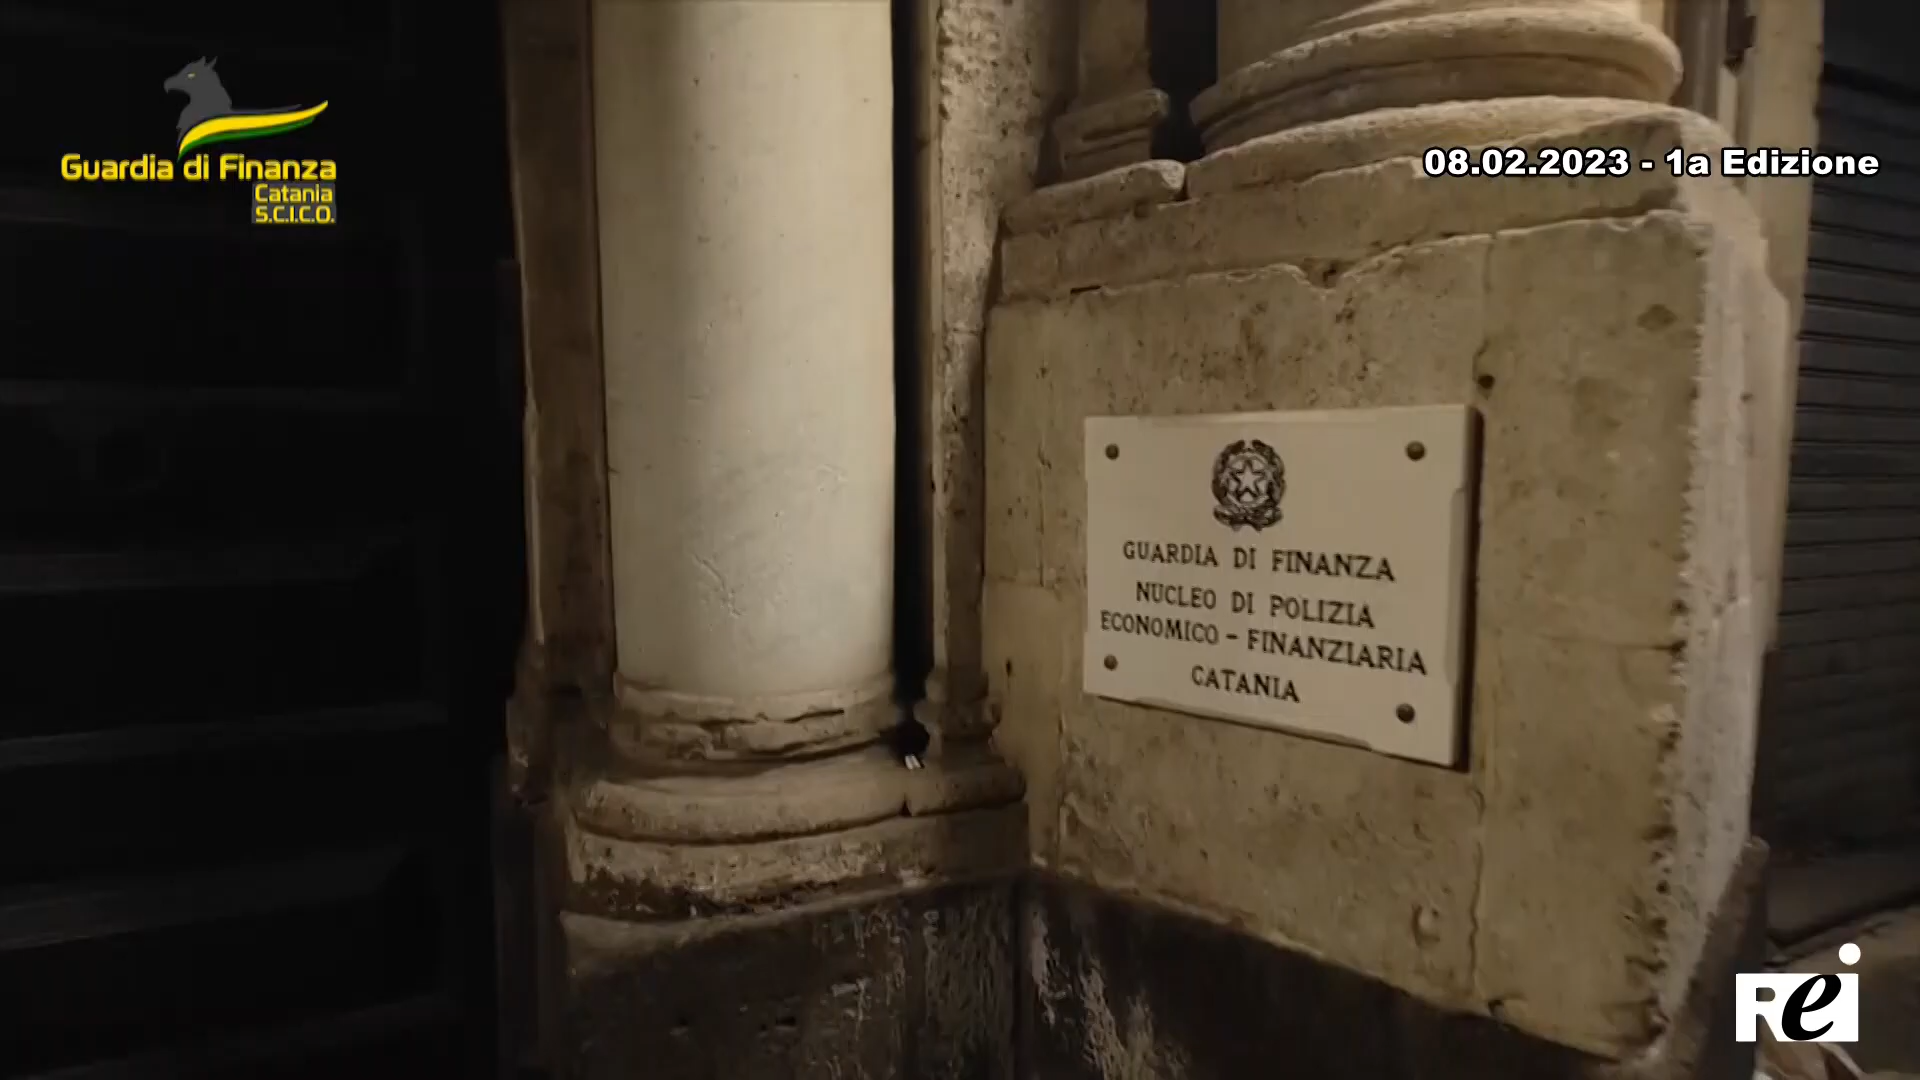 Guardia di Finanza
Catania
S.C.I.C.O.
08.02.2023 - 1a Edizione
GUARDIA DI FINANZA
NUCLEO DI POLIZIA
ECONOMICO - FINANZIARIA
CATANIA
Rei